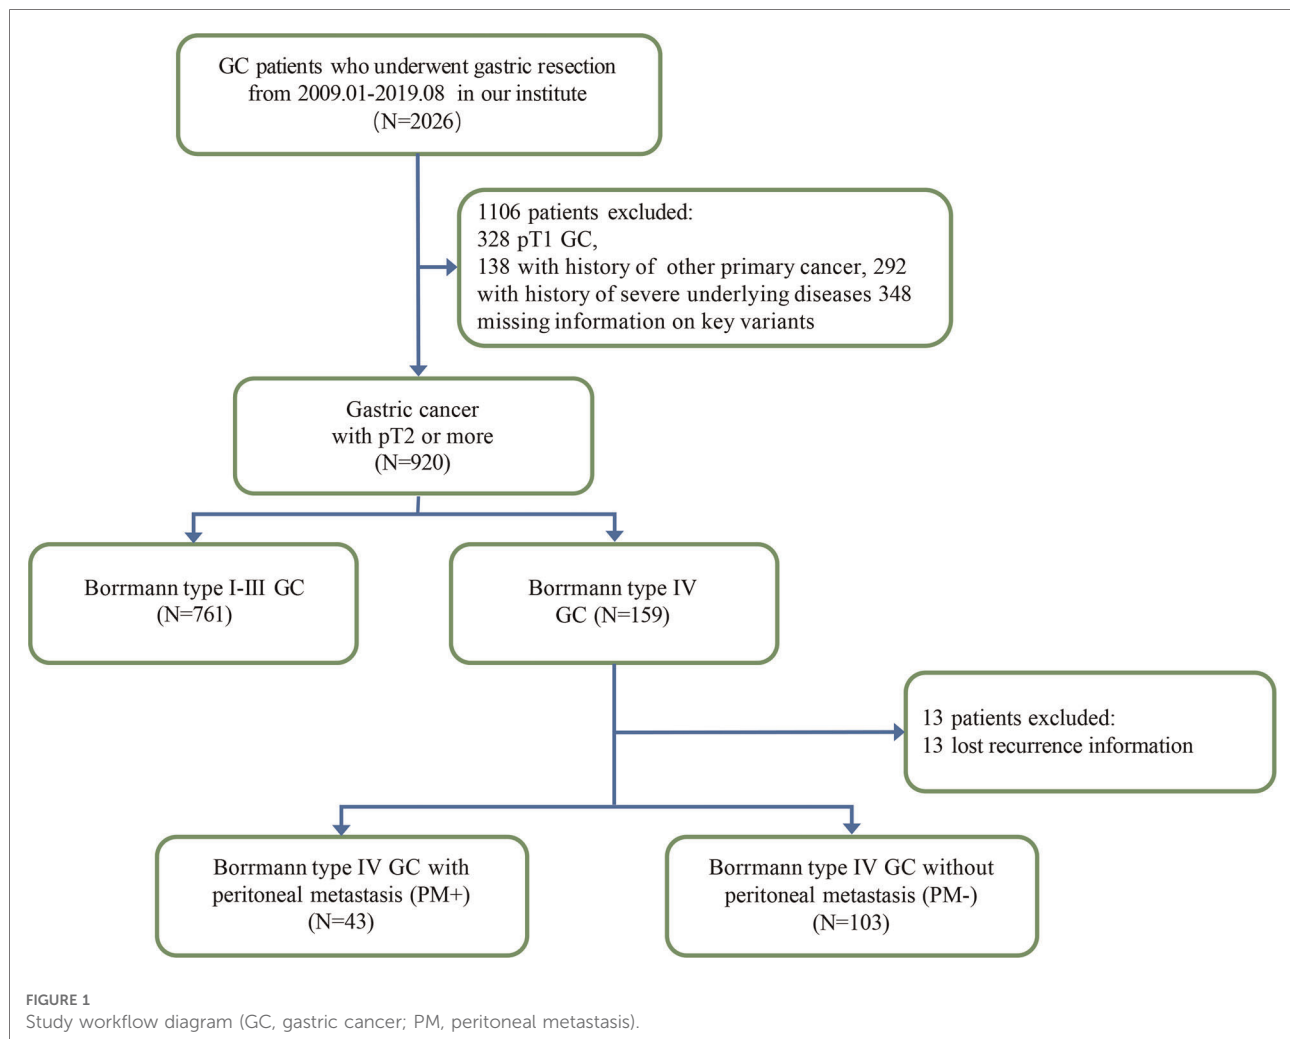 GC patients who underwent gastric resection
from 2009.01-2019.08 in our institute
(N=2026)
1106 patients excluded:
328 pT1 GC,
138 with history of other primary cancer, 292
with history of severe underlying diseases 348
missing information on key variants
Gastric cancer
with pT2 or more
(N=920)
Borrmann type I-III GC
(N=761)
Borrmann type IV
GC (N=159)
13 patients excluded:
13 lost recurrence information
Borrmann type IV GC with
peritoneal metastasis (PM+)
(N=43)
Borrmann type IV GC without
peritoneal metastasis (PM-)
(N=103)
FIGURE 1
Study workflow diagram (GC, gastric cancer; PM, peritoneal metastasis).